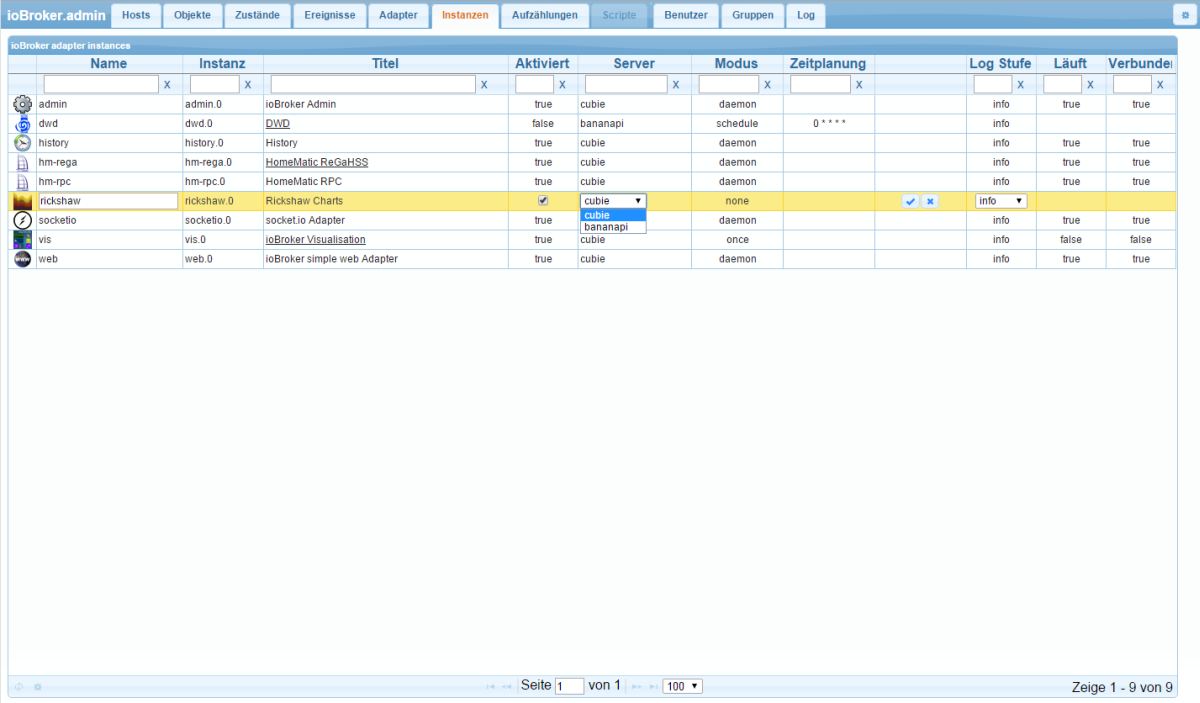 ioBroker.admin Hosts Objekte Zustände Ereignisse Adapter Instanzen Aufzählungen Scripte Benutzer Gruppen Log
ioBroker adapter instances
Name Instanz Titel Aktiviert Server Modus Zeitplanung Log Stufe Läuft Verbunden
X X X X X X X X X X
admin admin.0 ioBroker Admin true cubie daemon info true true
dwd dwd.0 DWD false bananapi schedule 0 * * * * info
history history.0 History true cubie daemon info true true
hm-rega hm-rega.0 HomeMatic ReGaHSS true cubie daemon info true true
hm-rpc hm-rpc.0 HomeMatic RPC true cubie daemon info true true
rickshaw rickshaw.0 Rickshaw Charts cubie none info
cubie
socketio socketio.0 socket.io Adapter true daemon info true true
bananapi
vis vis.0 ioBroker Visualisation true cubie once info false false
www web web.0 ioBroker simple web Adapter true cubie daemon info true true
Seite 1 von 1 100 Zeige 1 - 9 von 9